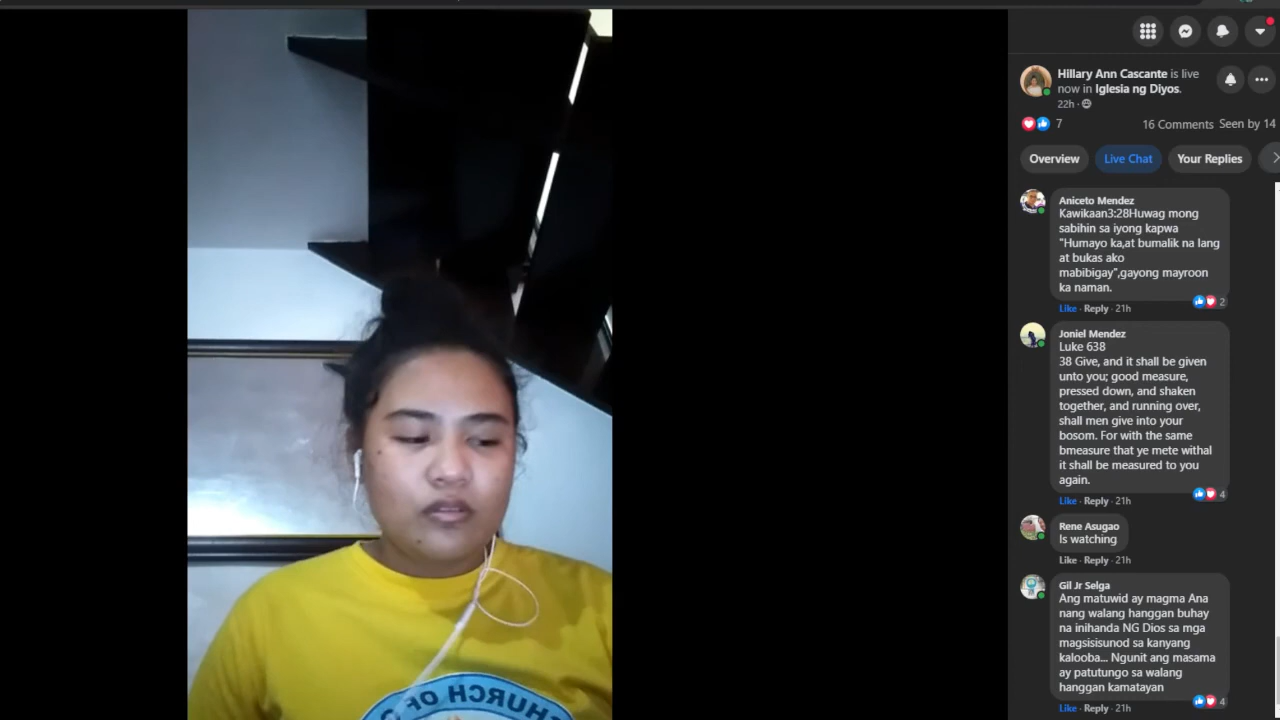 Hillary Ann Cascante is live
now in Iglesia ng Diyos.
22h ·
7
16 Comments Seen by 14
Overview
Live Chat
Your Replies
Aniceto Mendez
Kawikaan3:28Huwag mong
sabihin sa iyong kapwa
"Humayo ka,at bumalik na lang
at bukas ako
mabibigay",gayong mayroon
ka naman.
2
Like · Reply · 21h
Joniel Mendez
Luke 638
38 Give, and it shall be given
unto you; good measure,
pressed down, and shaken
together, and running over,
shall men give into your
bosom. For with the same
bmeasure that ye mete withal
it shall be measured to you
again.
4
Like · Reply · 21h
Rene Asugao
Is watching
Like · Reply · 21h
Gil Jr Selga
Ang matuwid ay magma Ana
nang walang hanggan buhay
na inihanda NG Dios sa mga
magsisisunod sa kanyang
kalooba... Ngunit ang masama
ay patutungo sa walang
hanggan kamatayan
4
Like · Reply · 21h
CHURCH OF